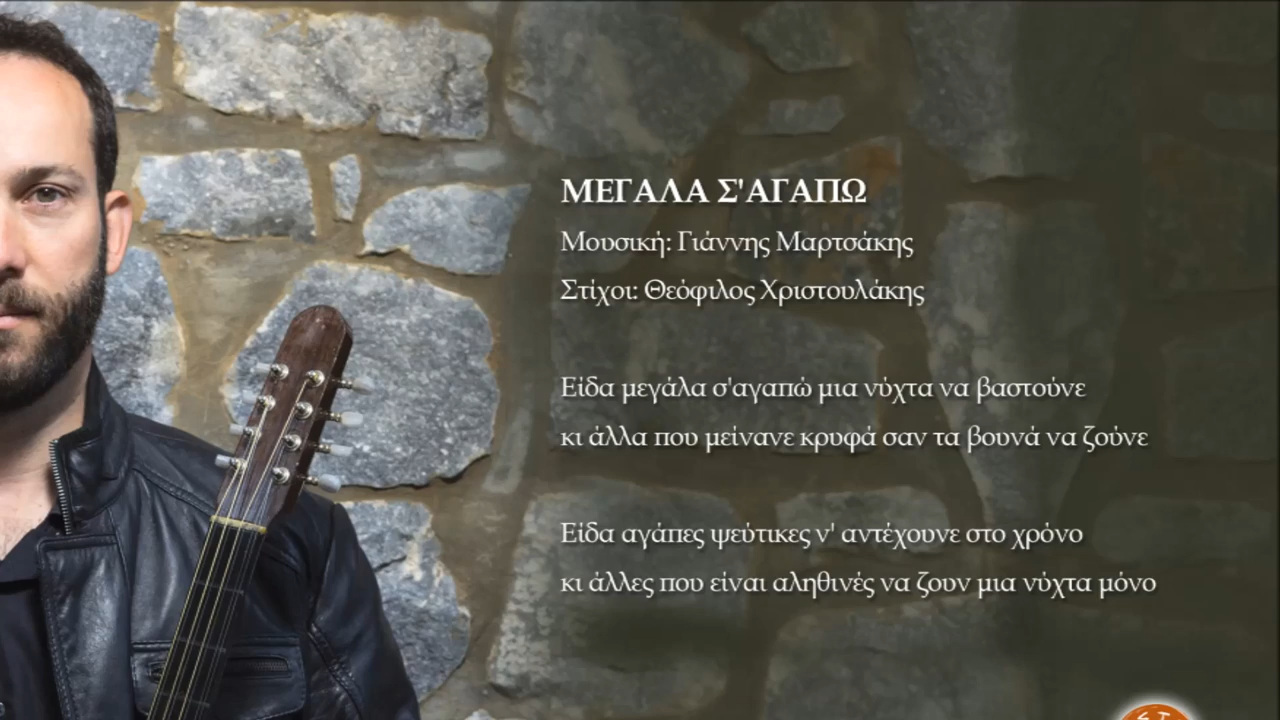 ΜΕΓΑΛΑ Σ'ΑΓΑΠΩ
Μουσική: Γιάννης Μαρτσάκης
Στίχοι: Θεόφιλος Χριστουλάκης
Είδα μεγάλα σ'αγαπώ μια νύχτα να βαστούνε
κι άλλα που μείνανε κρυφά σαν τα βουνά να ζούνε
Είδα αγάπες ψεύτικες ν' αντέχουνε στο χρόνο
κι άλλες που είναι αληθινές να ζουν μια νύχτα μόνο